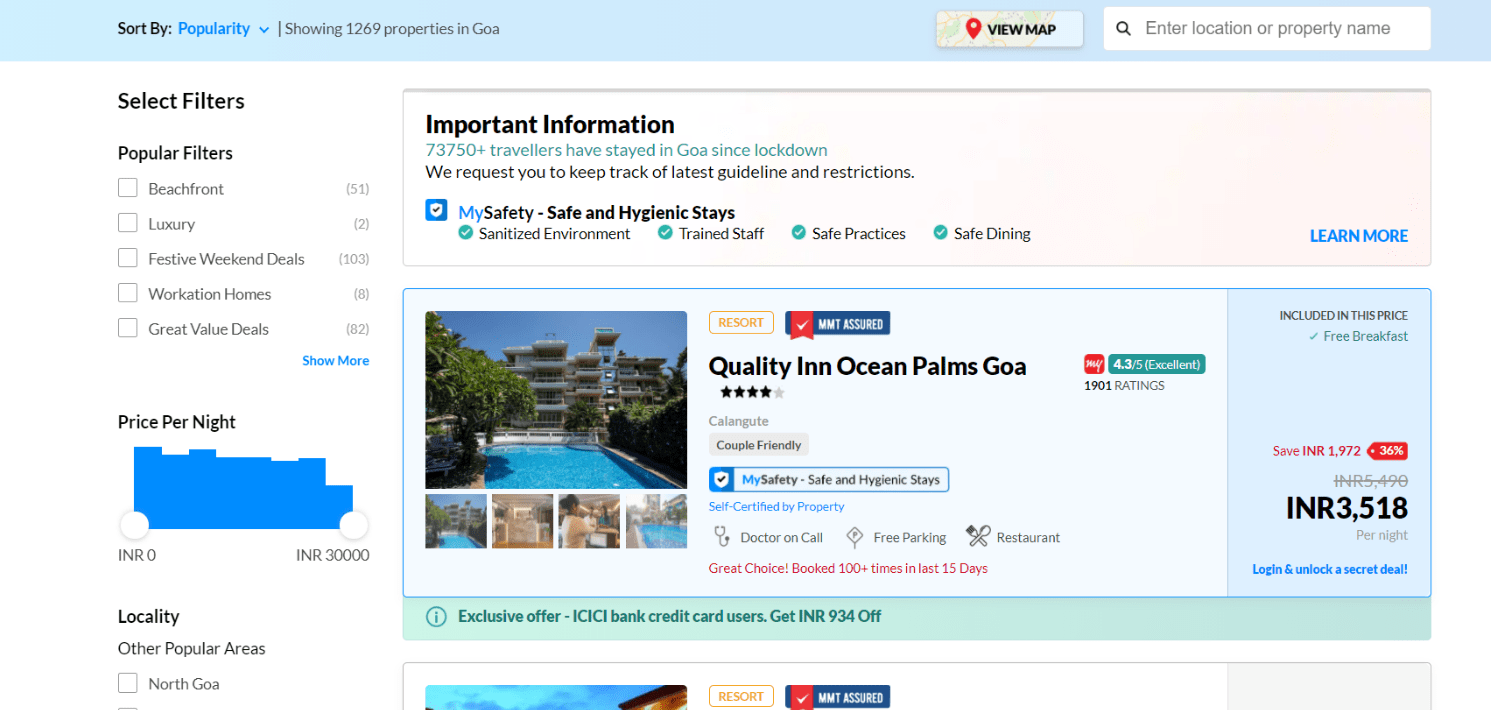 Sort By: Popularity | Showing 1269 properties in Goa
VIEW MAP
Enter location or property name
Select Filters
Popular Filters
Beachfront (51)
Luxury (2)
Festive Weekend Deals (103)
Workation Homes (8)
Great Value Deals (82)
Show More
Price Per Night
INR 0 INR 30000
Locality
Other Popular Areas
North Goa
Important Information
73750+ travellers have stayed in Goa since lockdown
We request you to keep track of latest guideline and restrictions.
MySafety - Safe and Hygienic Stays
Sanitized Environment Trained Staff Safe Practices Safe Dining
LEARN MORE
RESORT MMT ASSURED
Quality Inn Ocean Palms Goa
my 4.3/5 (Excellent)
1901 RATINGS
Calangute
Couple Friendly
MySafety - Safe and Hygienic Stays
Self-Certified by Property
Doctor on Call Free Parking Restaurant
Great Choice! Booked 100+ times in last 15 Days
INCLUDED IN THIS PRICE
Free Breakfast
Save INR 1,972 36%
INR5,490
INR3,518
Per night
Login & unlock a secret deal!
Exclusive offer - ICICI bank credit card users. Get INR 934 Off
RESORT MMT ASSURED